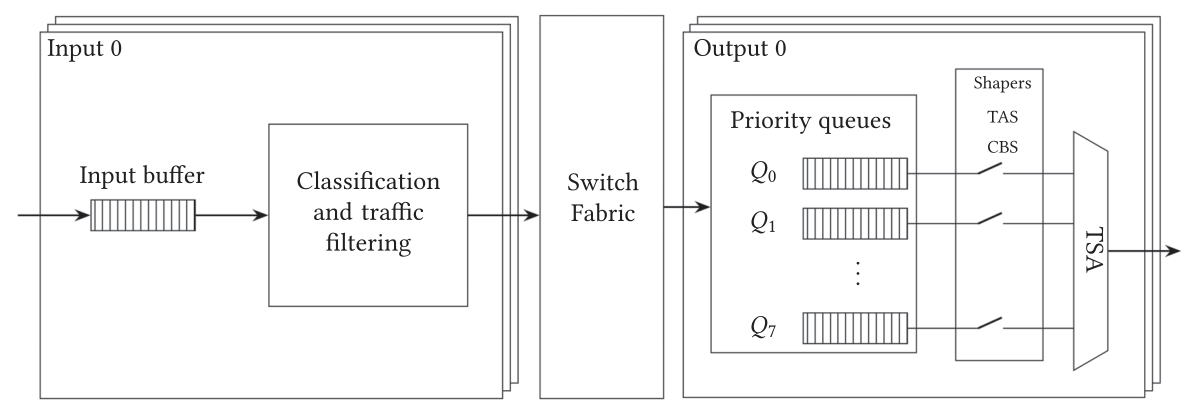 Input 0
Input buffer
Classification
and traffic
filtering
Switch
Fabric
Output 0
Priority queues
Q0
Q1
⋮
Q7
Shapers
TAS
CBS
TSA